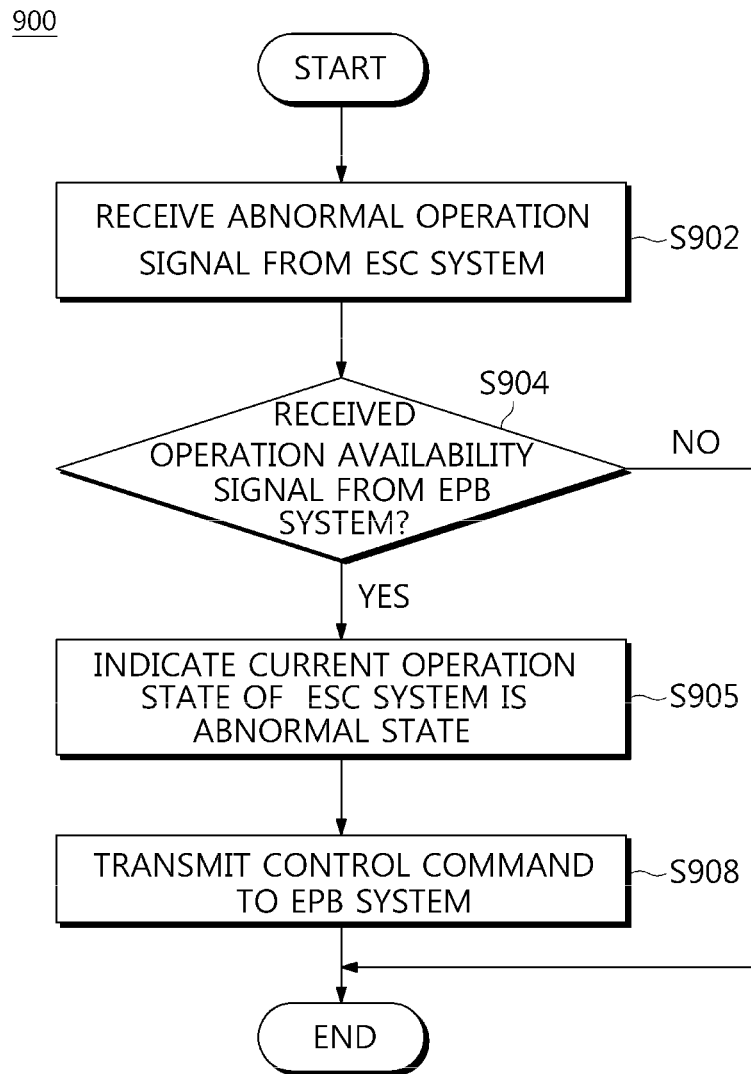 900
START
RECEIVE ABNORMAL OPERATION
SIGNAL FROM ESC SYSTEM
S902
S904
RECEIVED
OPERATION AVAILABILITY
SIGNAL FROM EPB
SYSTEM?
NO
YES
INDICATE CURRENT OPERATION
STATE OF ESC SYSTEM IS
ABNORMAL STATE
S905
TRANSMIT CONTROL COMMAND
TO EPB SYSTEM
S908
END